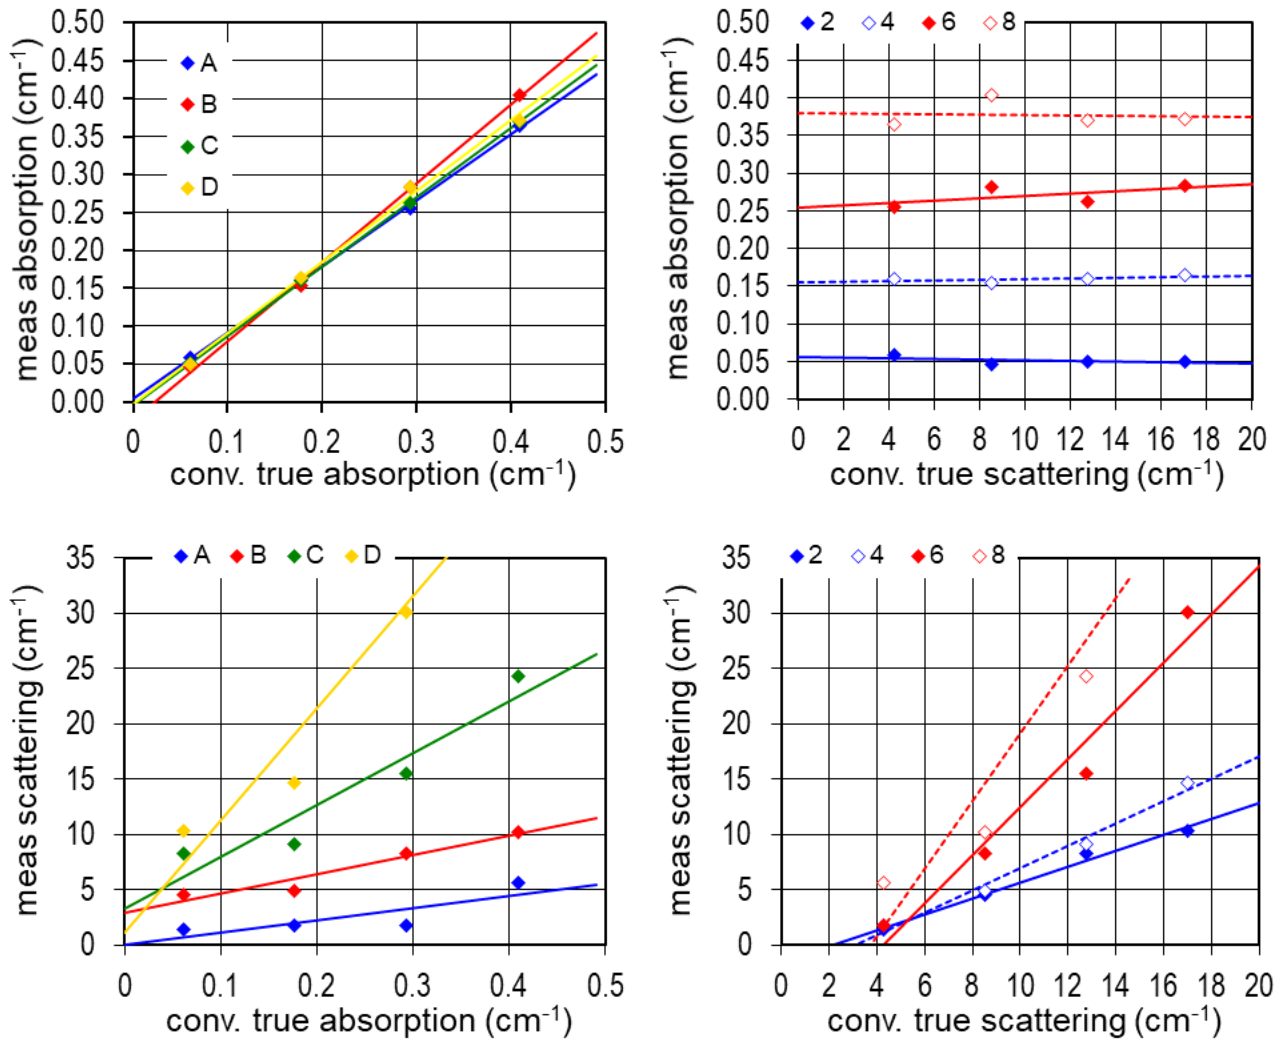 meas absorption (cm-1)
0.50
0.45
0.40
0.35
0.30
0.25
0.20
0.15
0.10
0.05
0.00
A
B
C
D
0 0.1 0.2 0.3 0.4 0.5
conv. true absorption (cm-1)
meas absorption (cm-1)
2 4 6 8
0.50
0.45
0.40
0.35
0.30
0.25
0.20
0.15
0.10
0.05
0.00
0 2 4 6 8 10 12 14 16 18 20
conv. true scattering (cm-1)
meas scattering (cm-1)
A B C D
35
30
25
20
15
10
5
0
0 0.1 0.2 0.3 0.4 0.5
conv. true absorption (cm-1)
meas scattering (cm-1)
2 4 6 8
35
30
25
20
15
10
5
0
0 2 4 6 8 10 12 14 16 18 20
conv. true scattering (cm-1)